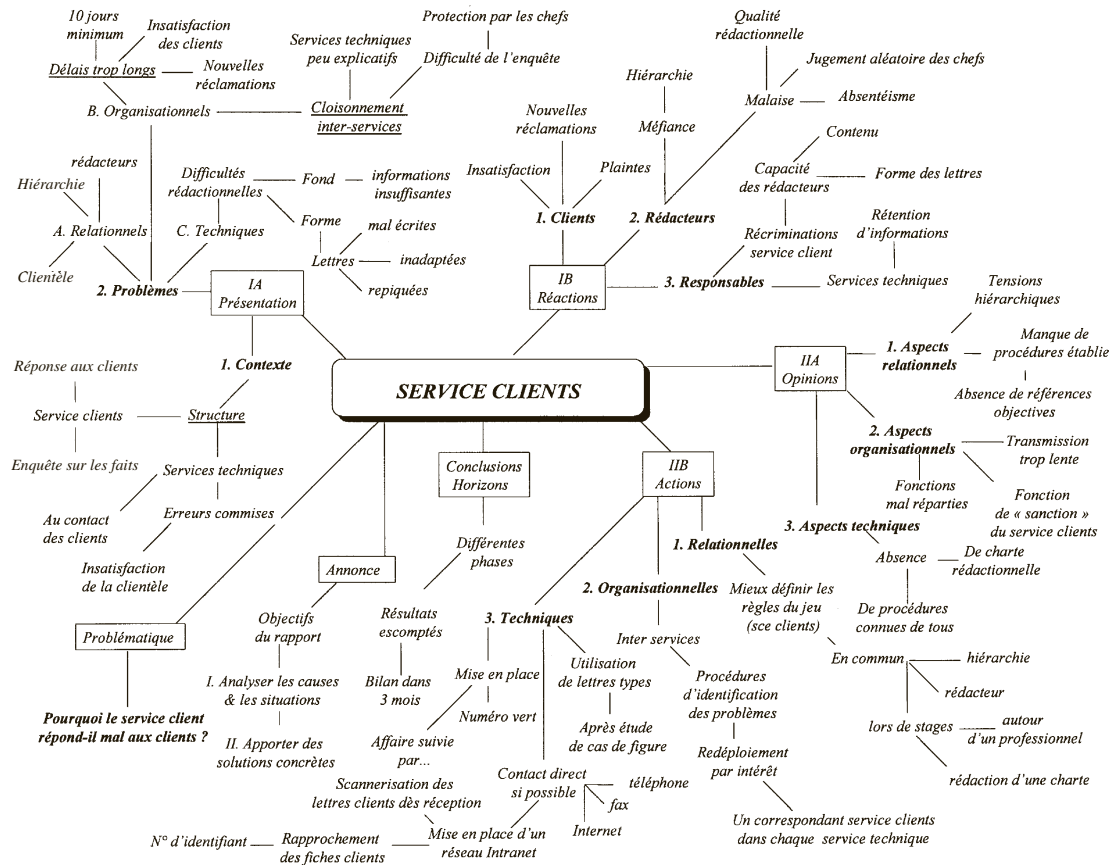 10 jours
minimum
Insatisfaction
des clients
Délais trop longs
Nouvelles
réclamations
B. Organisationnels
Services techniques
peu explicatifs
Protection par les chefs
Difficulté de l'enquête
Cloisonnement
inter-services
rédacteurs
Hiérarchie
A. Relationnels
Clientèle
Difficultés
rédactionnelles
Fond
informations
insuffisantes
C. Techniques
Forme
Lettres
mal écrites
inadaptées
repiquées
2. Problèmes
IA
Présentation
Qualité
rédactionnelle
Jugement aléatoire des chefs
Hiérarchie
Malaise
Absentéisme
Nouvelles
réclamations
Méfiance
Insatisfaction
Plaintes
1. Clients
2. Rédacteurs
Contenu
Capacité
des rédacteurs
Forme des lettres
Récriminations
service client
Rétention
d'informations
IB
Réactions
3. Responsables
Services techniques
1. Contexte
Réponse aux clients
Service clients
Structure
Enquête sur les faits
Services techniques
Au contact
des clients
Erreurs commises
Insatisfaction
de la clientèle
SERVICE CLIENTS
IIA
Opinions
Tensions
hiérarchiques
1. Aspects
relationnels
Manque de
procédures établie
Absence de références
objectives
2. Aspects
organisationnels
Transmission
trop lente
Fonctions
mal réparties
Fonction
de « sanction »
du service clients
3. Aspects techniques
Absence
De charte
rédactionnelle
De procédures
connues de tous
Conclusions
Horizons
Différentes
phases
Résultats
escomptés
Bilan dans
3 mois
Annonce
Objectifs
du rapport
I. Analyser les causes
& les situations
II. Apporter des
solutions concrètes
Problématique
Pourquoi le service client
répond-il mal aux clients ?
IIB
Actions
1. Relationnelles
Mieux définir les
règles du jeu
(sce clients)
En commun
hiérarchie
rédacteur
lors de stages
autour
d'un professionnel
rédaction d'une charte
2. Organisationnelles
Inter services
Procédures
d'identification
des problèmes
Redéploiement
par intérêt
Un correspondant service clients
dans chaque service technique
3. Techniques
Mise en place
Numéro vert
Affaire suivie
par...
Utilisation
de lettres types
Après étude
de cas de figure
Contact direct
si possible
téléphone
fax
Internet
Scannerisation des
lettres clients dès réception
Mise en place d'un
réseau Intranet
Rapprochement
des fiches clients
N° d'identifiant